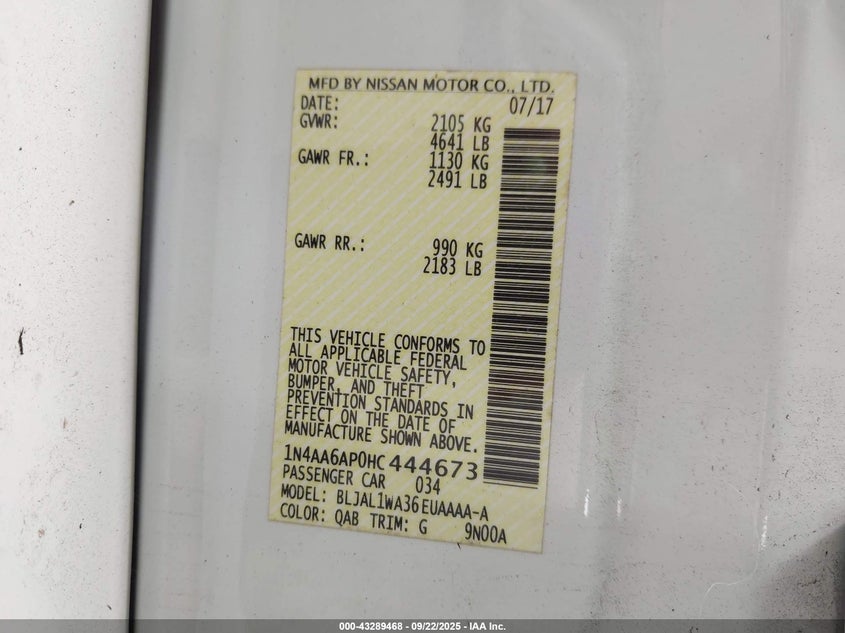 MFD BY NISSAN MOTOR CO., LTD.
DATE: 07/17
GVWR: 2105 KG
4641 LB
GAWR FR.: 1130 KG
2491 LB
GAWR RR.: 990 KG
2183 LB
THIS VEHICLE CONFORMS TO
ALL APPLICABLE FEDERAL
MOTOR VEHICLE SAFETY,
BUMPER, AND THEFT
PREVENTION STANDARDS IN
EFFECT ON THE DATE OF
MANUFACTURE SHOWN ABOVE.
1N4AA6AP0HC444673
PASSENGER CAR 034
MODEL: BLJAL1WA36EUAAAA-A
COLOR: QAB TRIM: G 9N00A
000-43289468 - 09/22/2025 - IAA Inc.